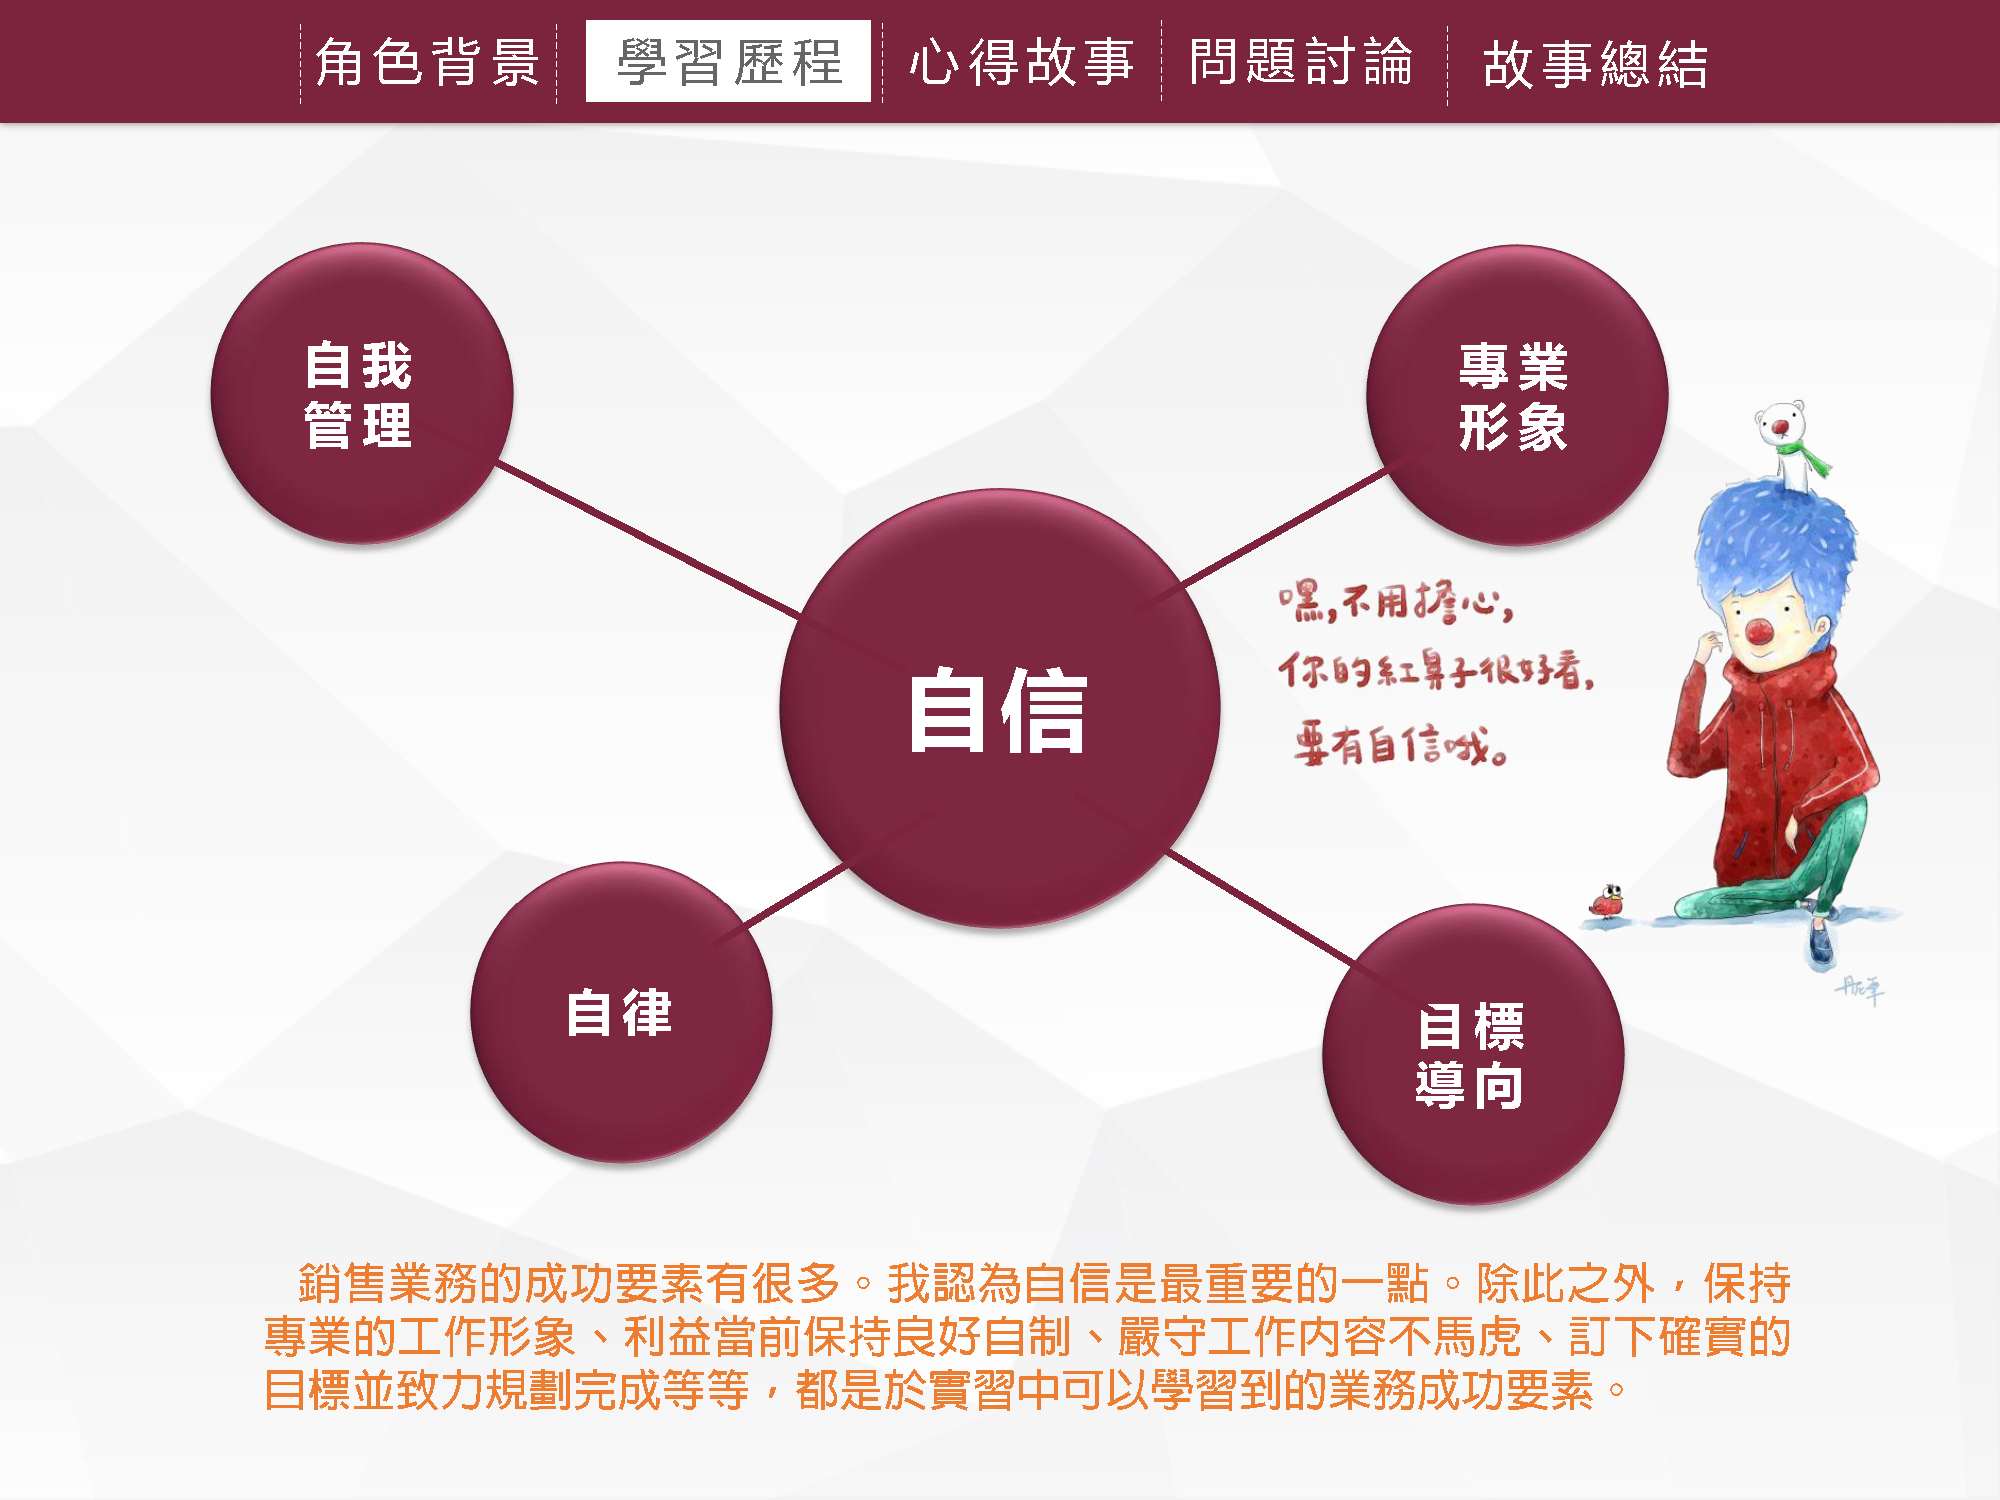 角色背景 學習歷程 心得故事 問題討論 故事總結
自我
管理
專業
形象
嘿,不用擔心,
你的紅鼻子很好看,
要有自信哦。
自信
自律
目標
導向
銷售業務的成功要素有很多。我認為自信是最重要的一點。除此之外，保持
專業的工作形象、利益當前保持良好自制、嚴守工作內容不馬虎、訂下確實的
目標並致力規劃完成等等，都是於實習中可以學習到的業務成功要素。